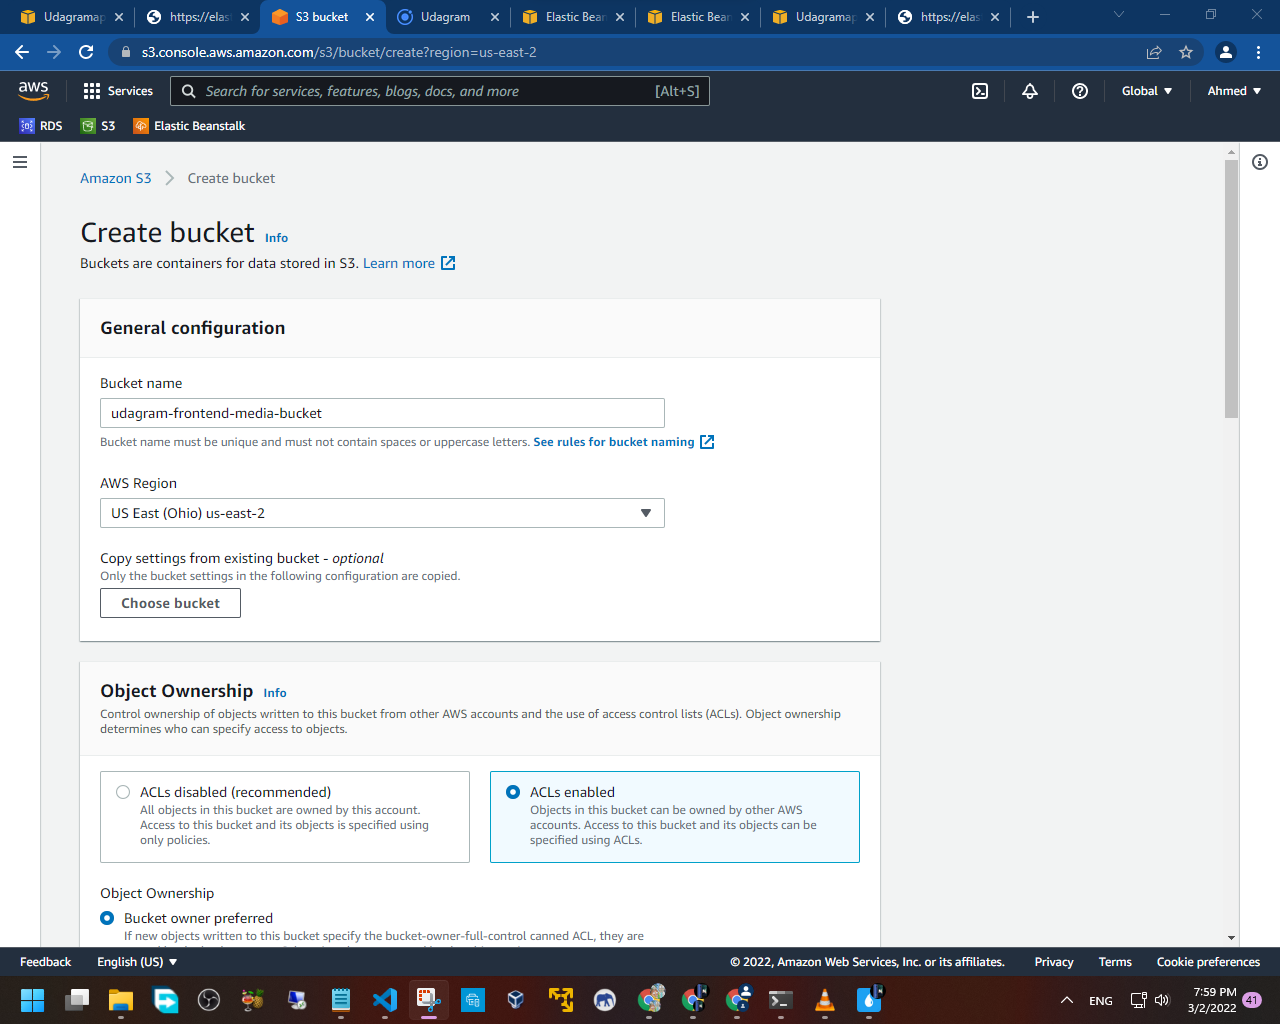 Udagramap
https://elas
S3 bucket
Udagram
Elastic Bean
Elastic Bean
Udagramap
https://elas
s3.console.aws.amazon.com/s3/bucket/create?region=us-east-2
aws
Services
Search for services, features, blogs, docs, and more
[Alt+S]
Global
Ahmed
RDS
S3
Elastic Beanstalk
Amazon S3
Create bucket
Create bucket Info
Buckets are containers for data stored in S3. Learn more
General configuration
Bucket name
udagram-frontend-media-bucket
Bucket name must be unique and must not contain spaces or uppercase letters. See rules for bucket naming
AWS Region
US East (Ohio) us-east-2
Copy settings from existing bucket - optional
Only the bucket settings in the following configuration are copied.
Choose bucket
Object Ownership Info
Control ownership of objects written to this bucket from other AWS accounts and the use of access control lists (ACLs). Object ownership
determines who can specify access to objects.
ACLs disabled (recommended)
All objects in this bucket are owned by this account.
Access to this bucket and its objects is specified using
only policies.
ACLs enabled
Objects in this bucket can be owned by other AWS
accounts. Access to this bucket and its objects can be
specified using ACLs.
Object Ownership
Bucket owner preferred
If new objects written to this bucket specify the bucket-owner-full-control canned ACL, they are
Feedback
English (US)
© 2022, Amazon Web Services, Inc. or its affiliates.
Privacy
Terms
Cookie preferences
ENG
7:59 PM
3/2/2022
41